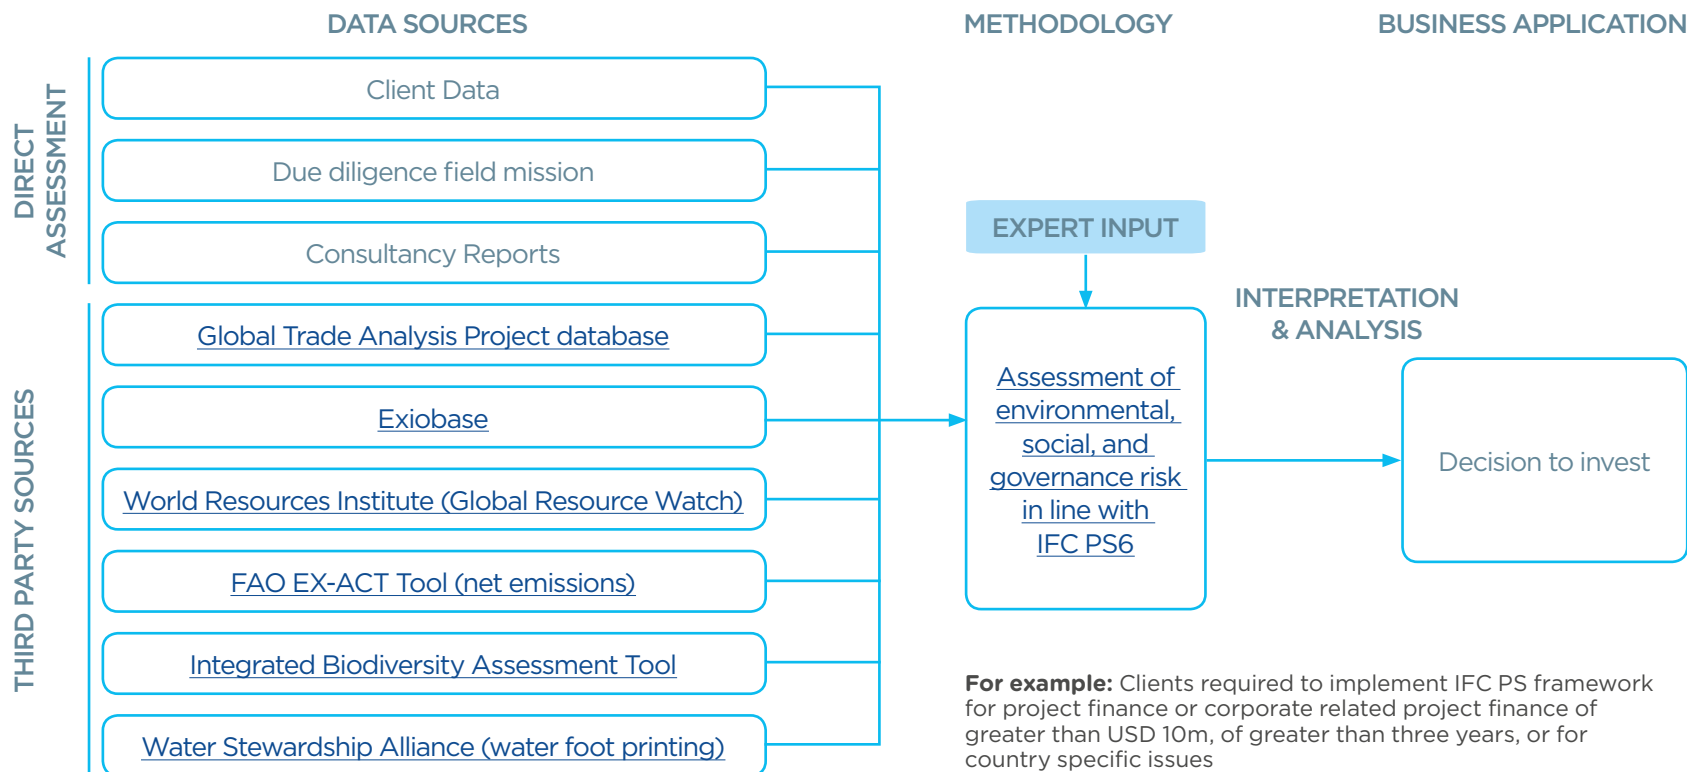 DATA SOURCES
METHODOLOGY
BUSINESS APPLICATION
DIRECT
ASSESSMENT
Client Data
Due diligence field mission
Consultancy Reports
THIRD PARTY SOURCES
Global Trade Analysis Project database
Exiobase
World Resources Institute (Global Resource Watch)
FAO EX-ACT Tool (net emissions)
Integrated Biodiversity Assessment Tool
Water Stewardship Alliance (water foot printing)
EXPERT INPUT
Assessment of
environmental,
social, and
governance risk
in line with
IFC PS6
INTERPRETATION
& ANALYSIS
Decision to invest
For example: Clients required to implement IFC PS framework
for project finance or corporate related project finance of
greater than USD 10m, of greater than three years, or for
country specific issues